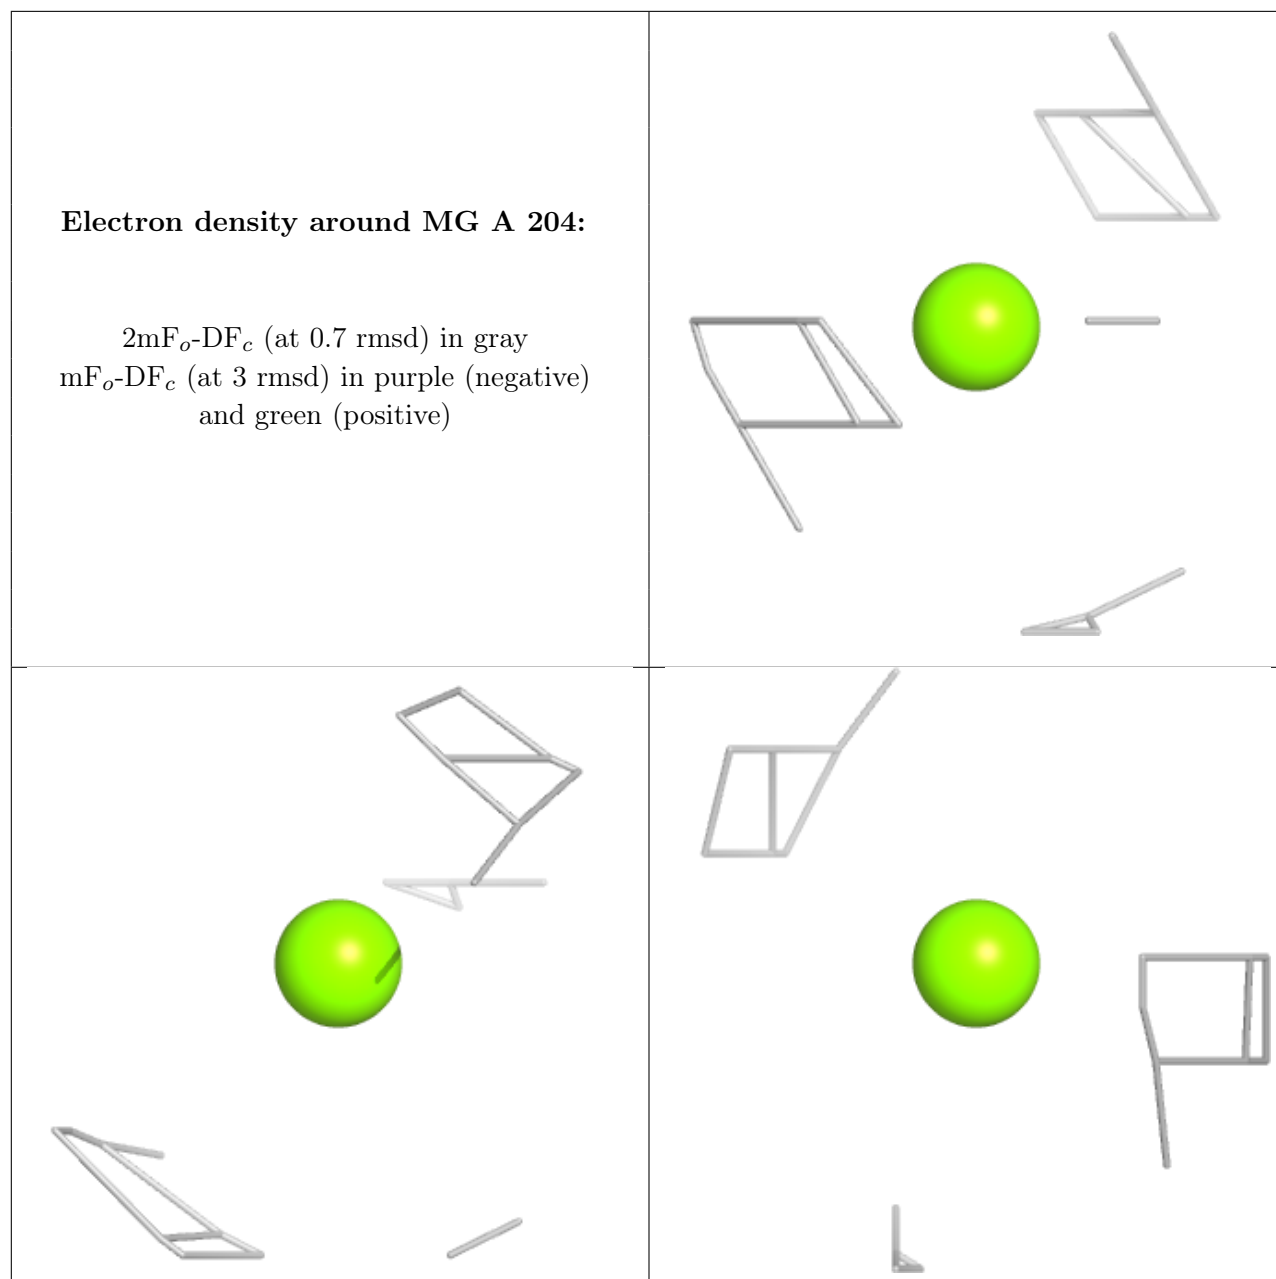 Electron density around MG A 204:
2mFo-DFc (at 0.7 rmsd) in gray
mFo-DFc (at 3 rmsd) in purple (negative)
and green (positive)